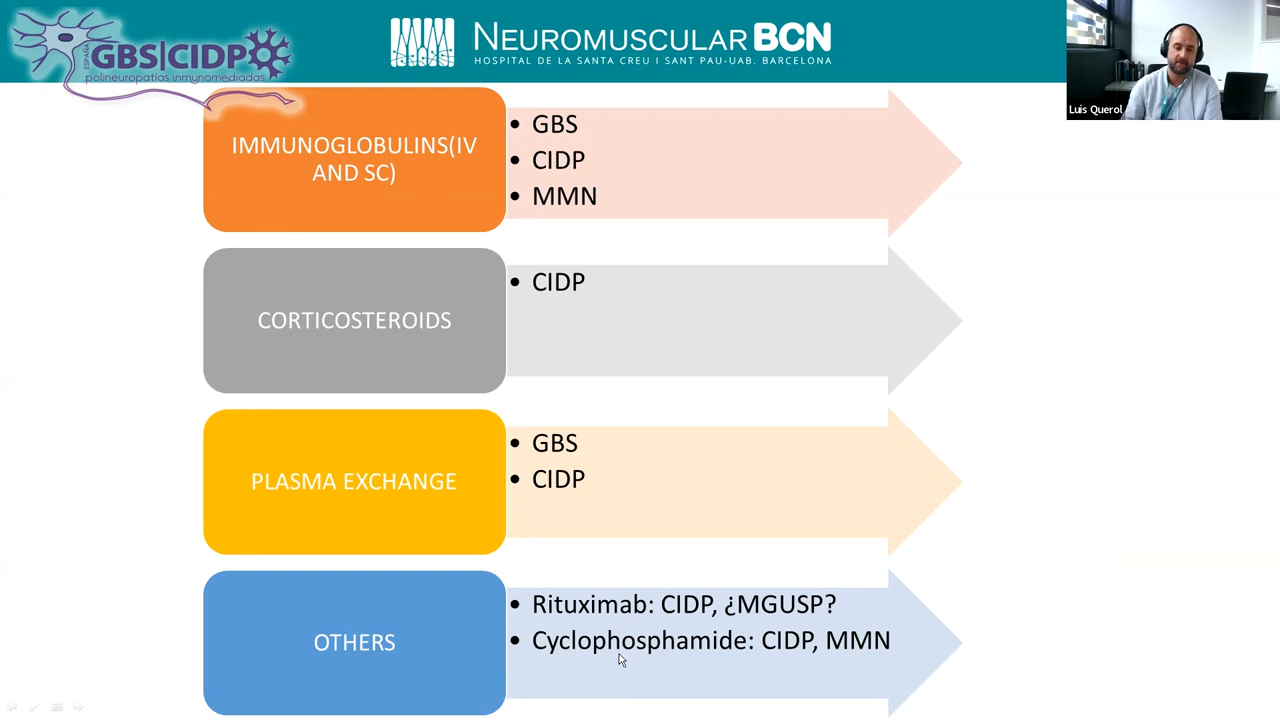 ESPAÑA
GBS|CIDP
polineuropatías inmunomediadas
NEUROMUSCULAR BCN
HOSPITAL DE LA SANTA CREU I SANT PAU-UAB. BARCELONA
Luis Querol
IMMUNOGLOBULINS(IV
AND SC)
• GBS
• CIDP
• MMN
CORTICOSTEROIDS
• CIDP
PLASMA EXCHANGE
• GBS
• CIDP
OTHERS
• Rituximab: CIDP, ¿MGUSP?
• Cyclophosphamide: CIDP, MMN